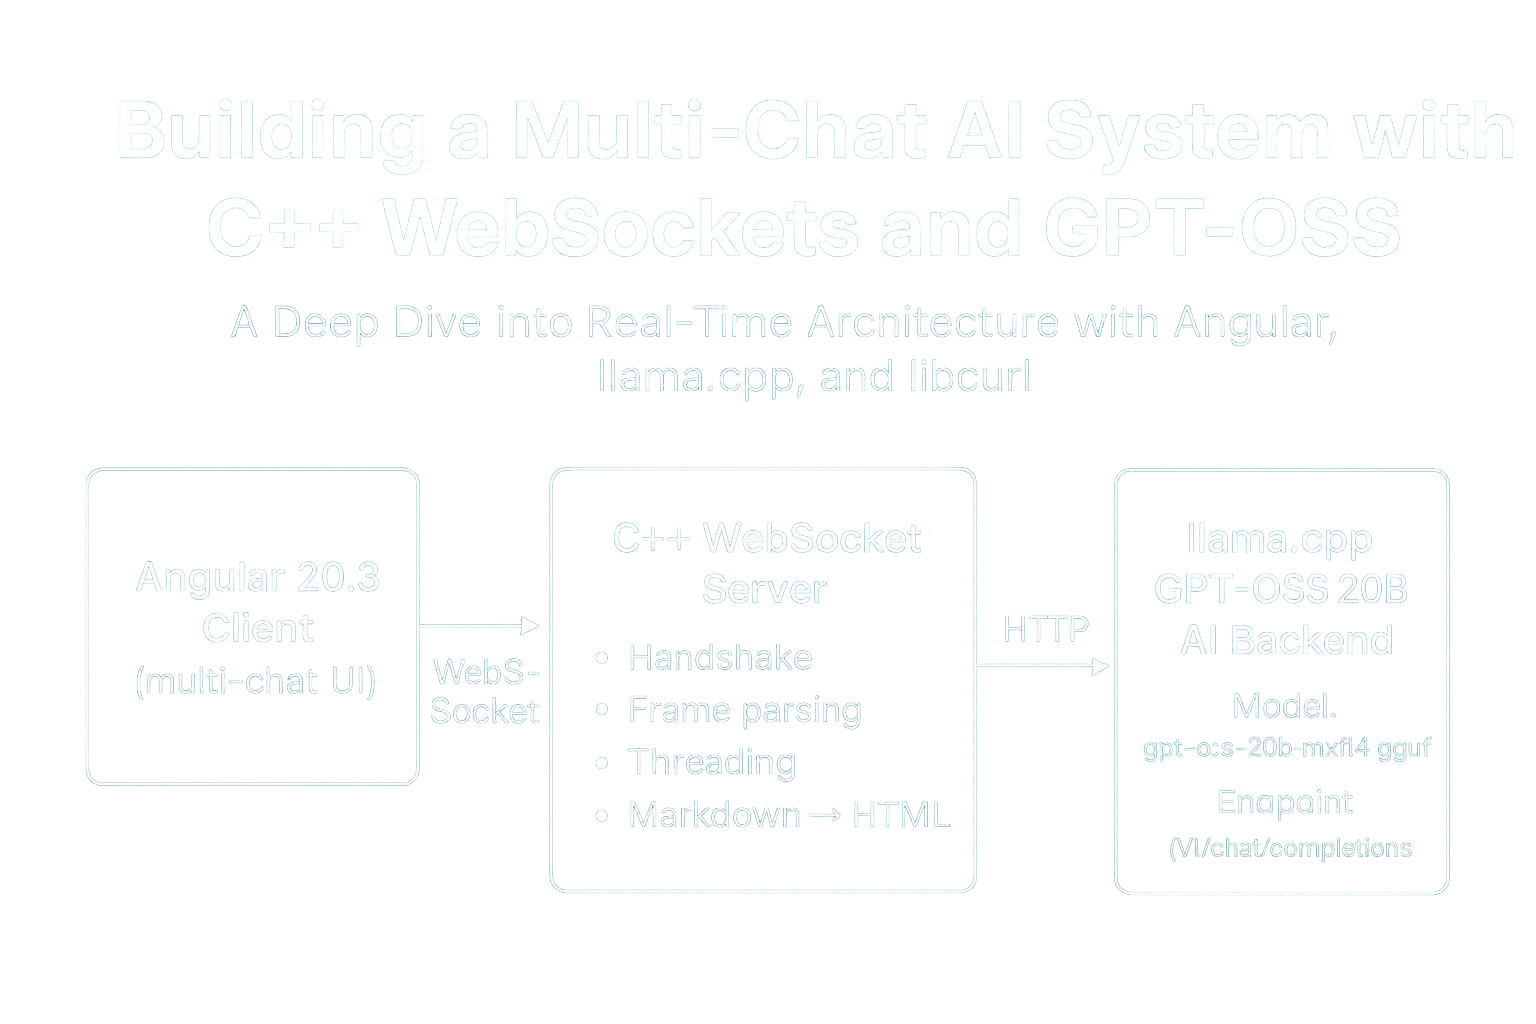 Building a Multi-Chat AI System with
C++ WebSockets and GPT-OSS
A Deep Dive into Real-Time Arcnitecture with Angular,
llama.cpp, and libcurl
Angular 20.3
Client
(multi-chat UI)
WebS-
Socket
C++ WebSocket
Server
• Handshake
• Frame parsing
• Threading
• Markdown → HTML
HTTP
llama.cpp
GPT-OSS 20B
AI Backend
Model.
gpt-o:s-20b-mxfl4 gguf
Enqpaint
(Vl/chat/completions